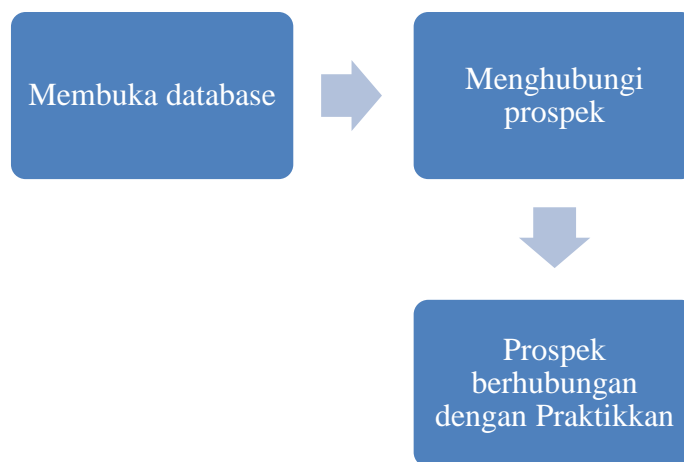 Membuka database
Menghubungi
prospek
Prospek
berhubungan
dengan Praktikkan